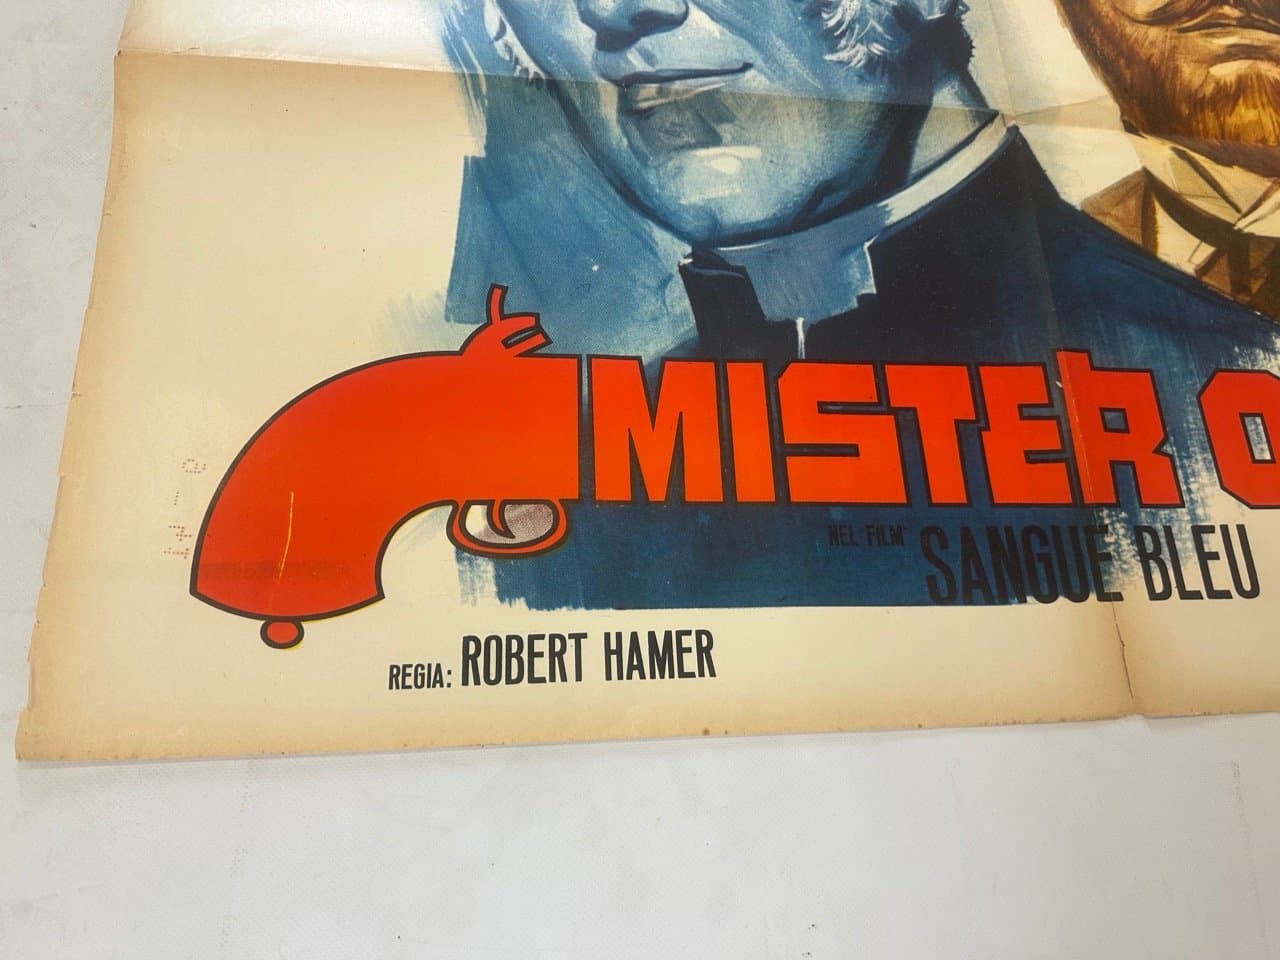 MISTER
NEL FILM SANGUE BLEU
REGIA: ROBERT HAMER